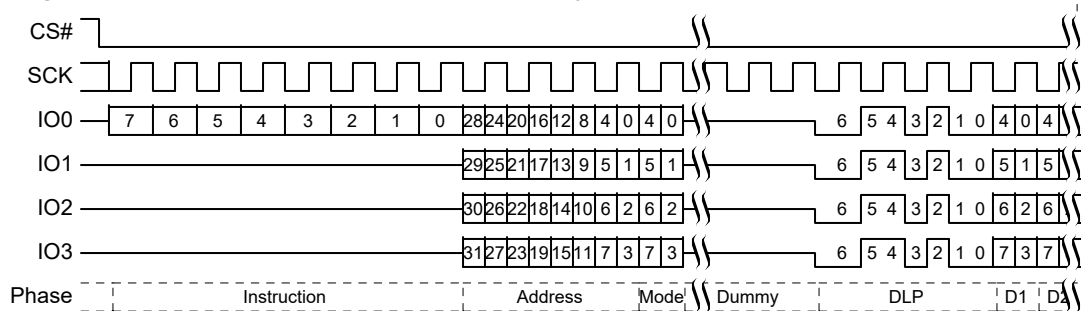 CS#
SCK
IO0 7 6 5 4 3 2 1 0 28 24 20 16 12 8 4 0 4 0 6 5 4 3 2 1 0 4 0 4
IO1 29 25 21 17 13 9 5 1 5 1 6 5 4 3 2 1 0 5 1 5
IO2 30 26 22 18 14 10 6 2 6 2 6 5 4 3 2 1 0 6 2 6
IO3 31 27 23 19 15 11 7 3 7 3 6 5 4 3 2 1 0 7 3 7
Phase Instruction Address Mode Dummy DLP D1 D2